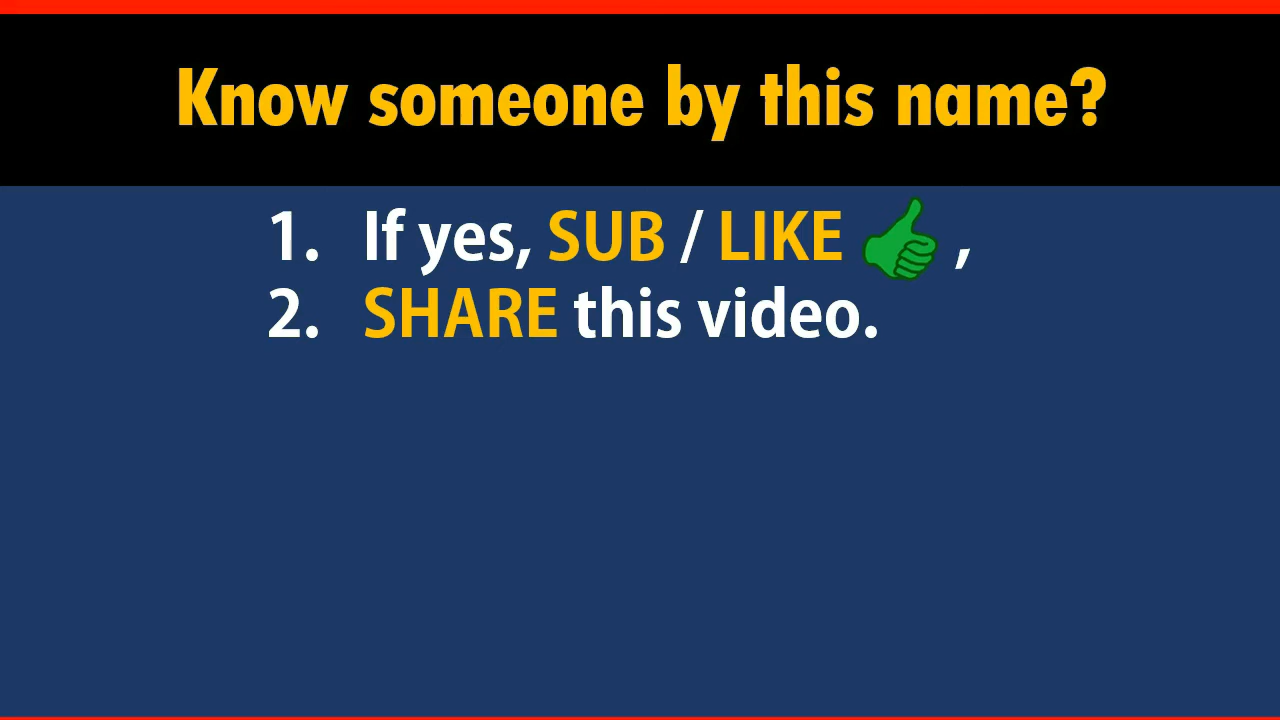 Know someone by this name?
1. If yes, SUB / LIKE ,
2. SHARE this video.